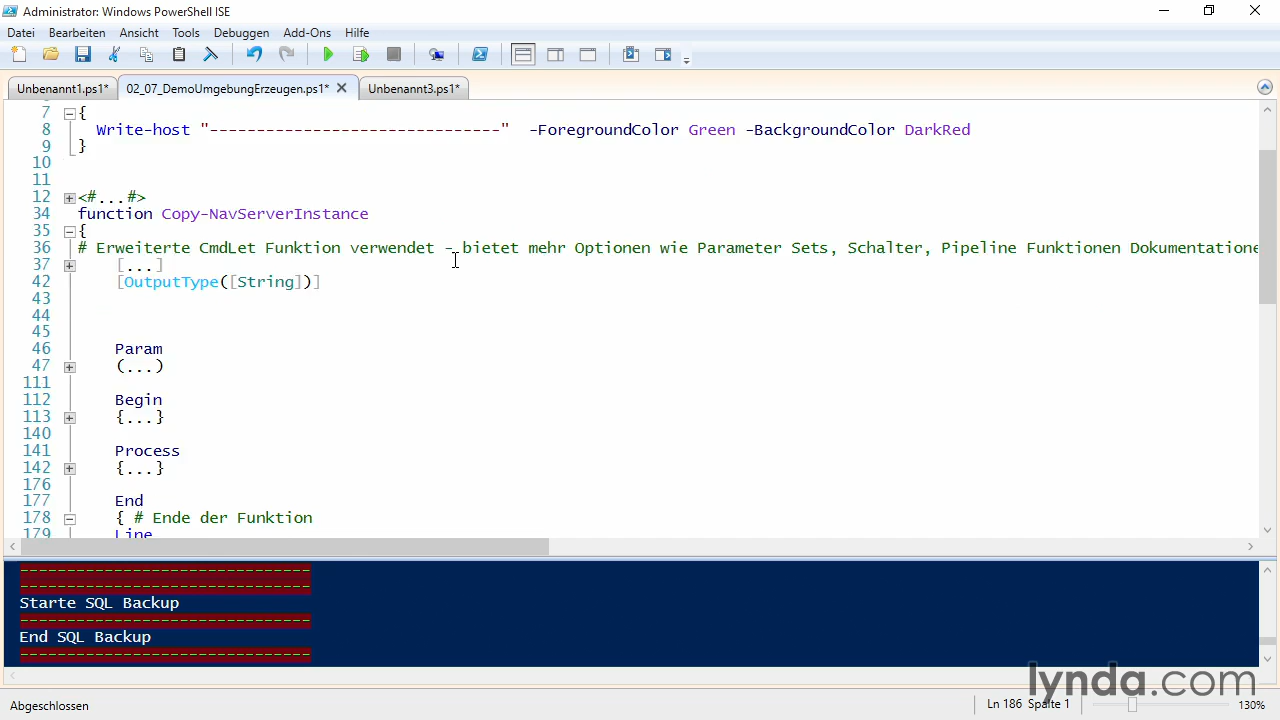 Administrator: Windows PowerShell ISE
Datei Bearbeiten Ansicht Tools Debuggen Add-Ons Hilfe
Unbenannt1.ps1* 02_07_DemoUmgebungErzeugen.ps1* Unbenannt3.ps1*
7 {
8 Write-host "-------------------------------" -ForegroundColor Green -BackgroundColor DarkRed
9 }
10
11
12 <#...#>
34 function Copy-NavServerInstance
35 {
36 # Erweiterte CmdLet Funktion verwendet - bietet mehr Optionen wie Parameter Sets, Schalter, Pipeline Funktionen Dokumentatione
37 [...]
42 [OutputType([String])]
43
44
45
46 Param
47 (...)
111
112 Begin
113 {...}
140
141 Process
142 {...}
176
177 End
178 { # Ende der Funktion
179 Line
-------------------------------
-------------------------------
Starte SQL Backup
-------------------------------
End SQL Backup
-------------------------------
lynda.com
Abgeschlossen Ln 186 Spalte 1 130%